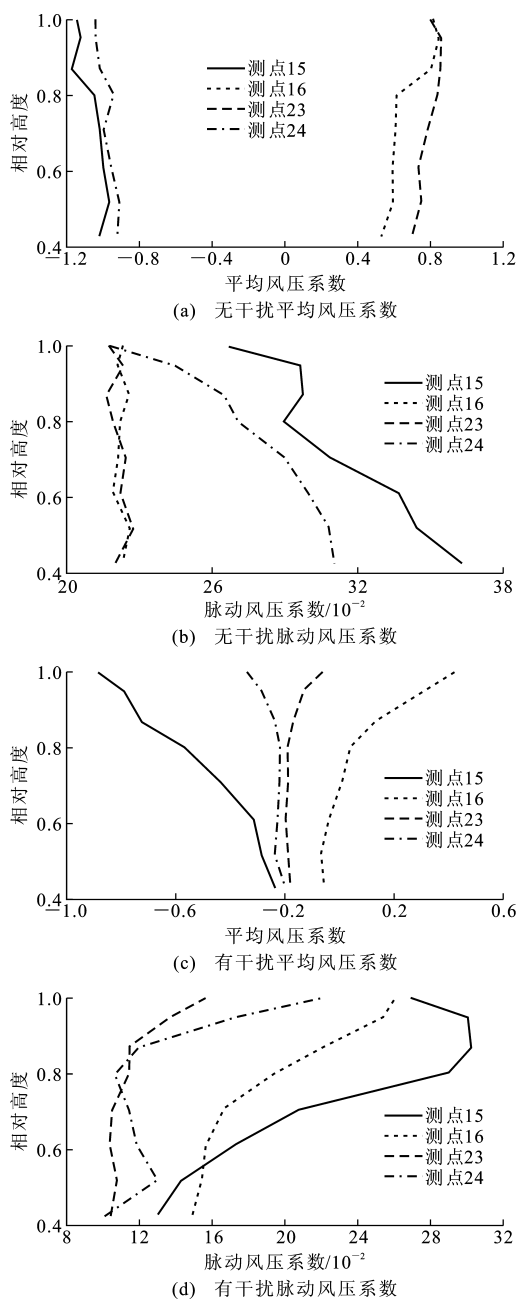 1.0
0.8
0.6
0.4
相对高度
测点15
测点16
测点23
测点24
-1.2 -0.8 -0.4 0 0.4 0.8 1.2
平均风压系数
(a) 无干扰平均风压系数
1.0
0.8
0.6
0.4
相对高度
测点15
测点16
测点23
测点24
20 26 32 38
脉动风压系数/10⁻²
(b) 无干扰脉动风压系数
1.0
0.8
0.6
0.4
相对高度
测点15
测点16
测点23
测点24
-1.0 -0.6 -0.2 0.2 0.6
平均风压系数
(c) 有干扰平均风压系数
1.0
0.8
0.6
0.4
相对高度
测点15
测点16
测点23
测点24
8 12 16 20 24 28 32
脉动风压系数/10⁻²
(d) 有干扰脉动风压系数